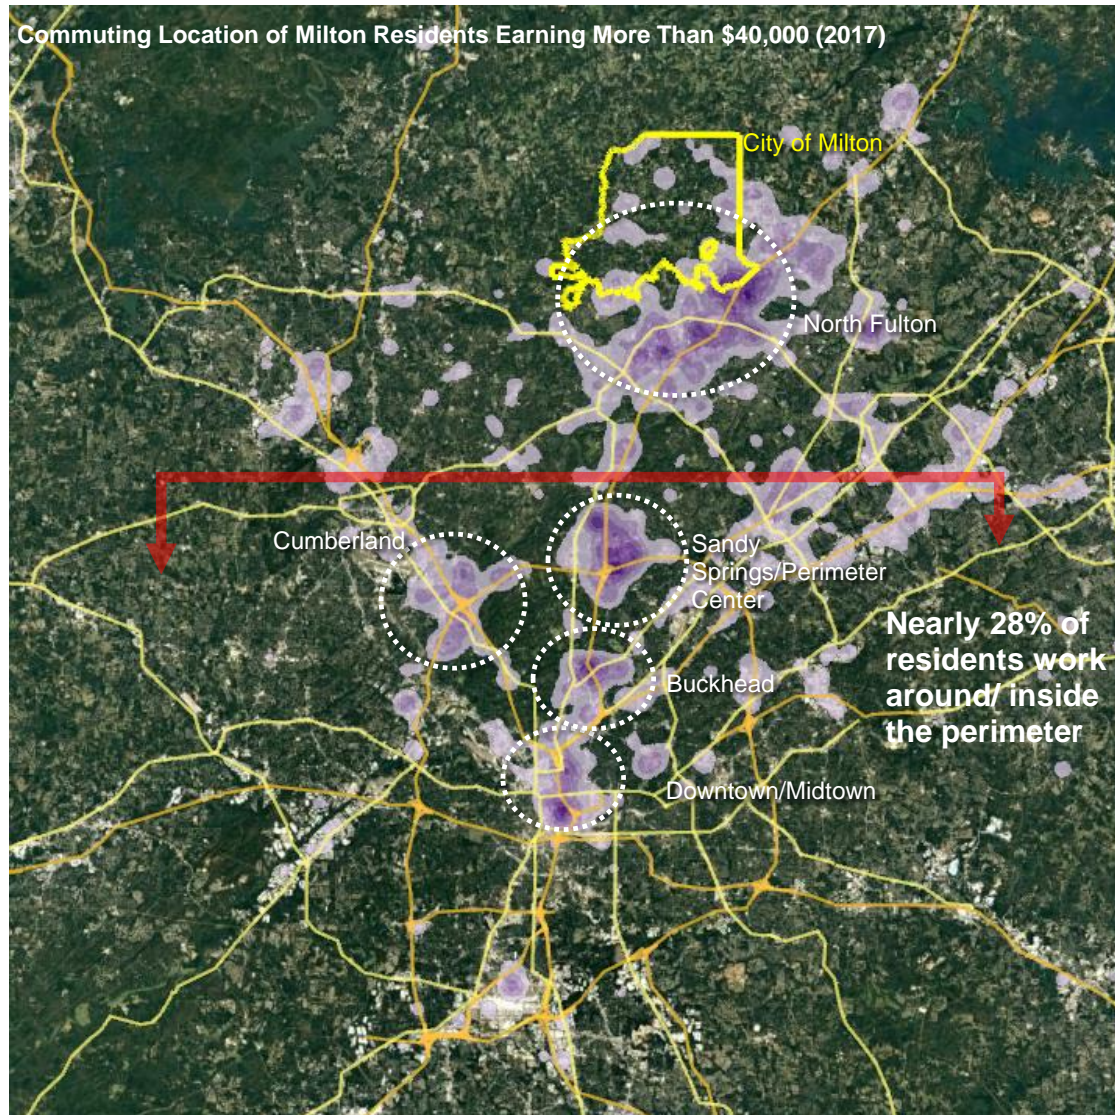 Commuting Location of Milton Residents Earning More Than $40,000 (2017)
City of Milton
North Fulton
Cumberland
Sandy
Springs/Perimeter
Center
Nearly 28% of
residents work
around/ inside
the perimeter
Buckhead
Downtown/Midtown